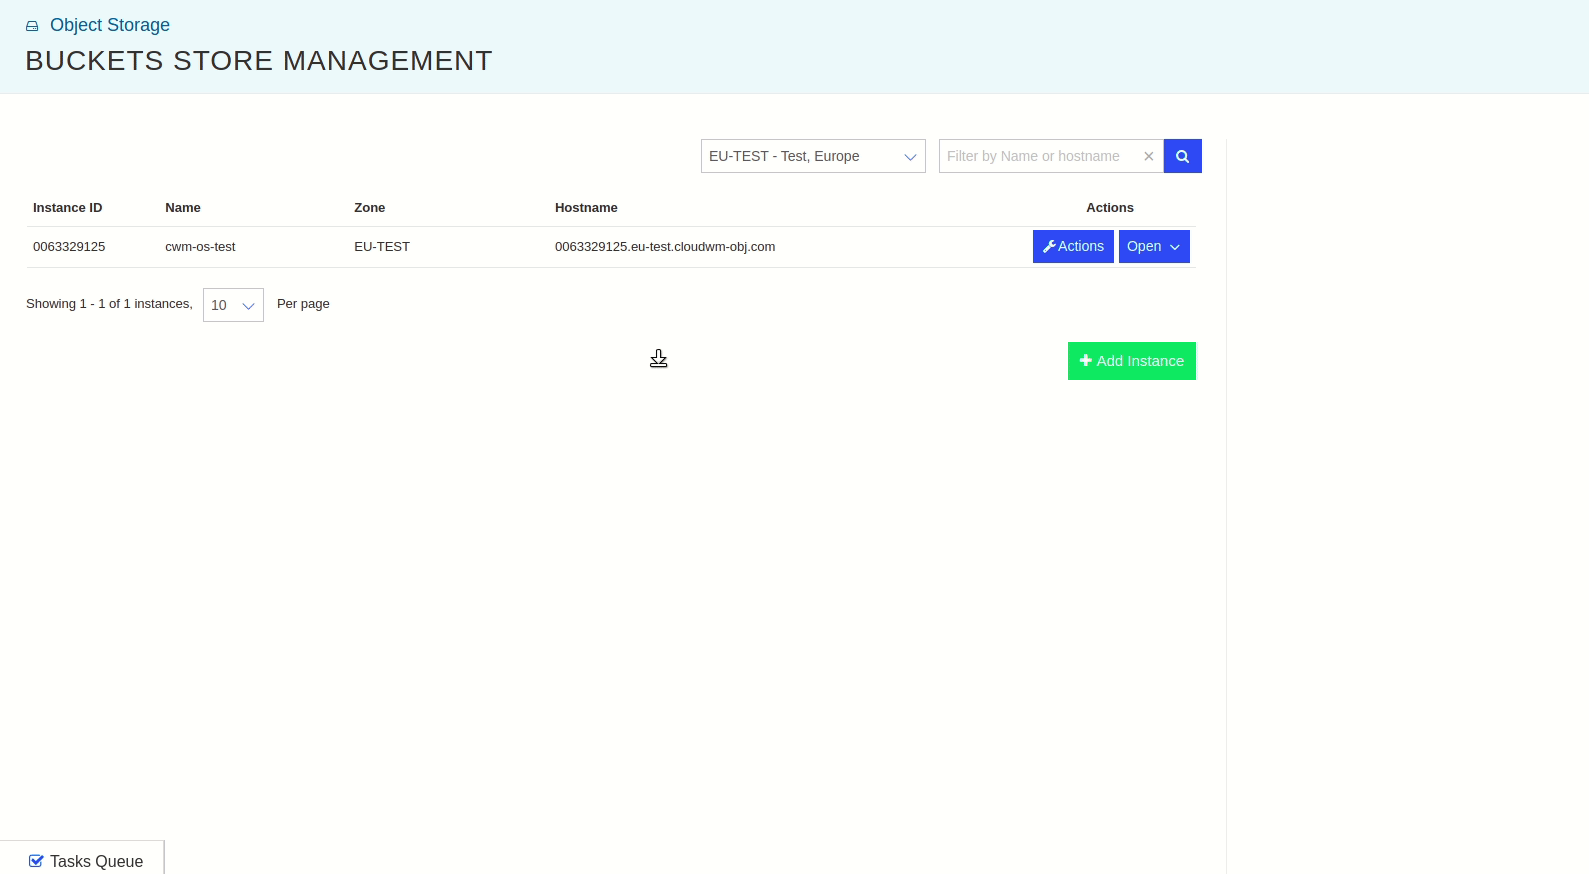 Object Storage
BUCKETS STORE MANAGEMENT
EU-TEST - Test, Europe
Filter by Name or hostname
Instance ID Name Zone Hostname Actions
0063329125 cwm-os-test EU-TEST 0063329125.eu-test.cloudwm-obj.com Actions Open
Showing 1 - 1 of 1 instances, 10 Per page
Add Instance
Tasks Queue